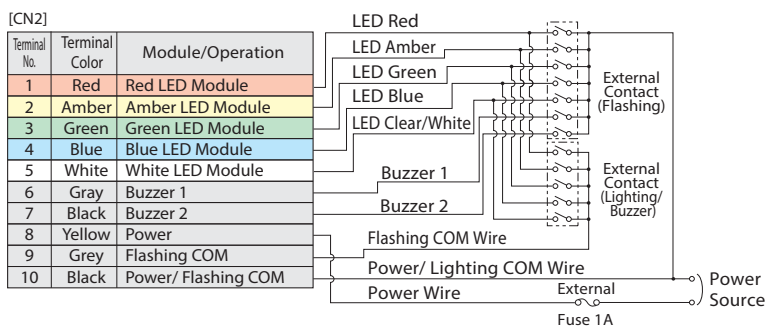 [CN2]
Terminal No. Terminal Color Module/Operation
1 Red Red LED Module
2 Amber Amber LED Module
3 Green Green LED Module
4 Blue Blue LED Module
5 White White LED Module
6 Gray Buzzer 1
7 Black Buzzer 2
8 Yellow Power
9 Grey Flashing COM
10 Black Power/ Flashing COM
LED Red
LED Amber
LED Green
LED Blue
LED Clear/White
Buzzer 1
Buzzer 2
Flashing COM Wire
Power/ Lighting COM Wire
Power Wire
External
Contact
(Flashing)
External
Contact
(Lighting/
Buzzer)
External
Fuse 1A
Power
Source